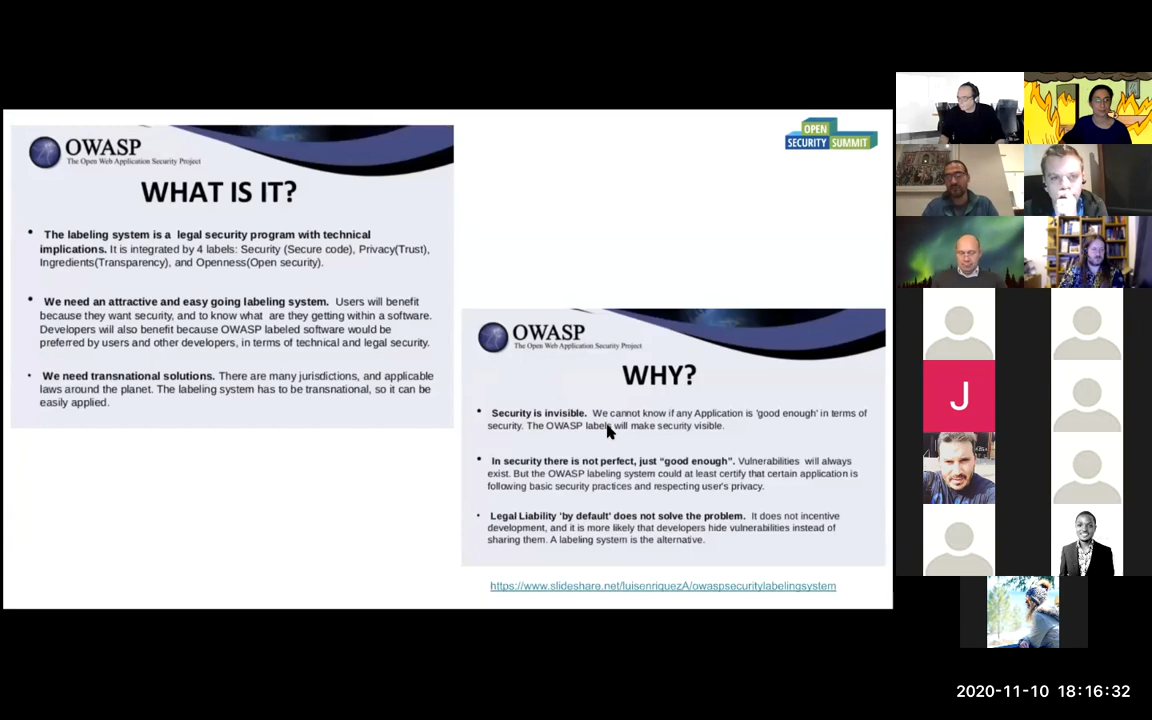 OWASP
The Open Web Application Security Project
WHAT IS IT?
• The labeling system is a legal security program with technical
implications. It is integrated by 4 labels: Security (Secure code), Privacy(Trust),
Ingredients(Transparency), and Openness(Open security).
• We need an attractive and easy going labeling system. Users will benefit
because they want security, and to know what are they getting within a software.
Developers will also benefit because OWASP labeled software would be
preferred by users and other developers, in terms of technical and legal security.
• We need transnational solutions. There are many jurisdictions, and applicable
laws around the planet. The labeling system has to be transnational, so it can be
easily applied.
OPEN
SECURITY SUMMIT
OWASP
The Open Web Application Security Project
WHY?
• Security is invisible. We cannot know if any Application is 'good enough' in terms of
security. The OWASP labels will make security visible.
• In security there is not perfect, just “good enough”. Vulnerabilities will always
exist. But the OWASP labeling system could at least certify that certain application is
following basic security practices and respecting user's privacy.
• Legal Liability 'by default' does not solve the problem. It does not incentive
development, and it is more likely that developers hide vulnerabilities instead of
sharing them. A labeling system is the alternative.
https://www.slideshare.net/luisenriquezA/owaspsecuritylabelingsystem
J
2020-11-10 18:16:32